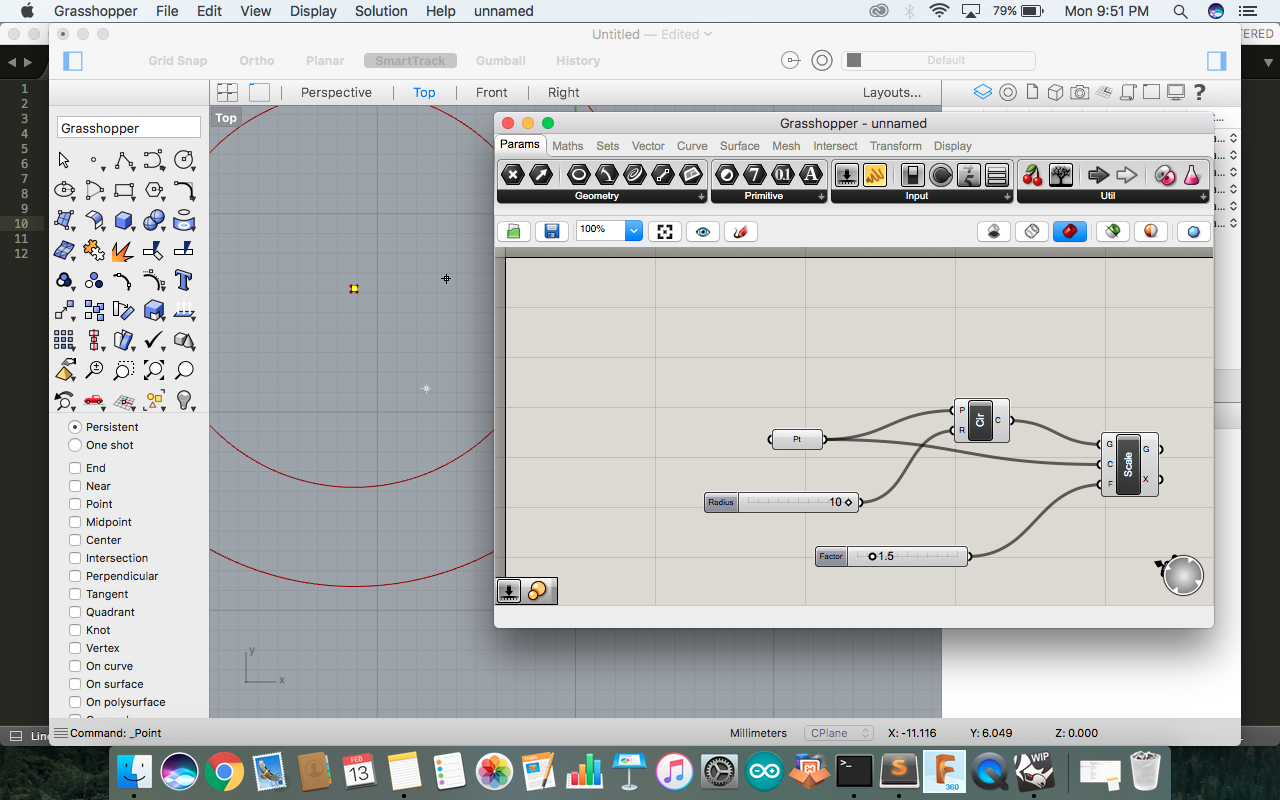 Grasshopper File Edit View Display Solution Help unnamed 79% Mon 9:51 PM
Untitled — Edited
ERED
Grid Snap Ortho Planar SmartTrack Gumball History Default
Perspective Top Front Right Layouts...
Top
Grasshopper
1
2
3
4
5
6
7
8
9
10
11
12
Grasshopper - unnamed
Params Maths Sets Vector Curve Surface Mesh Intersect Transform Display
Geometry Primitive Input Util
100%
P
R
Cir
C
Pt
G
C
F
Scale
G
X
Radius 10
Factor 1.5
Persistent
One shot
End
Near
Point
Midpoint
Center
Intersection
Perpendicular
Tangent
Quadrant
Knot
Vertex
On curve
On surface
On polysurface
y
x
Lin
Command: _Point
Millimeters CPlane X: -11.116 Y: 6.049 Z: 0.000
FEB
13
WIP
360